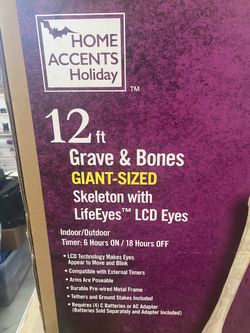 HOME
ACCENTS
Holiday
™
12 ft
Grave & Bones
GIANT-SIZED
Skeleton with
LifeEyes™ LCD Eyes
Indoor/Outdoor
Timer: 6 Hours ON / 18 Hours OFF
• LCD Technology Makes Eyes
Appear to Move and Blink
• Compatible with External Timers
• Arms Are Poseable
• Durable Pre-wired Metal Frame
• Tethers and Ground Stakes Included
• Requires (4) C Batteries or AC Adapter
(Batteries Sold Separately and Adapter Included)